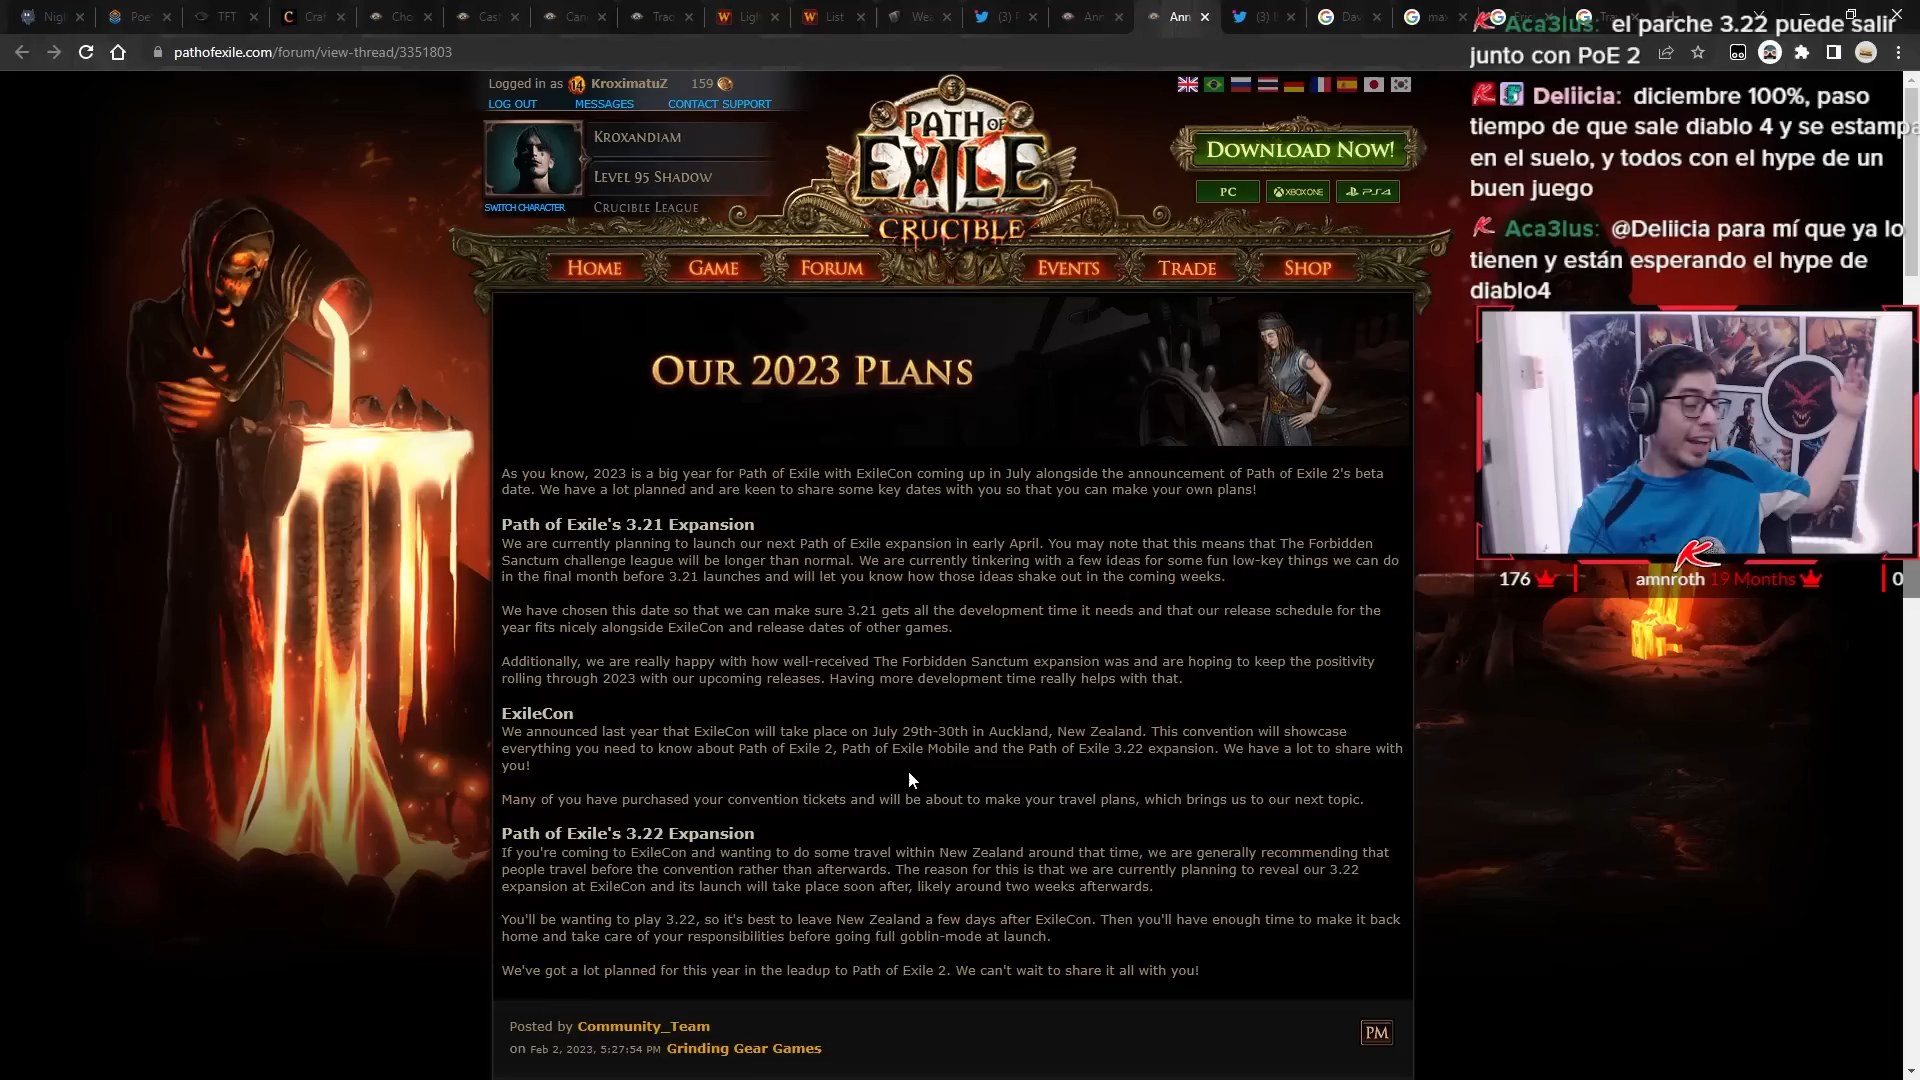 Nigl
Poe
TFT
Craf
Cho
Cast
Can
Trad
Ligh
List
Wea
(3)
Ann
Ann
(3)
Dav
ma
pathofexile.com/forum/view-thread/3351803
Aca3lus: el parche 3.22 puede salir
junto con PoE 2
Deliicia: diciembre 100%, paso
tiempo de que sale diablo 4 y se estampa
en el suelo, y todos con el hype de un
buen juego
Aca3lus: @Deliicia para mí que ya lo
tienen y están esperando el hype de
diablo4
176
amnroth 19 Months
0
Logged in as 14 KroximatuZ 159
LOG OUT MESSAGES CONTACT SUPPORT
Kroxandiam
Level 95 Shadow
SWITCH CHARACTER Crucible League
PATH OF
EXILE
CRUCIBLE
Download Now!
PC XBOX ONE PS4
Home Game Forum Events Trade Shop
Our 2023 Plans
As you know, 2023 is a big year for Path of Exile with ExileCon coming up in July alongside the announcement of Path of Exile 2's beta
date. We have a lot planned and are keen to share some key dates with you so that you can make your own plans!
Path of Exile's 3.21 Expansion
We are currently planning to launch our next Path of Exile expansion in early April. You may note that this means that The Forbidden
Sanctum challenge league will be longer than normal. We are currently tinkering with a few ideas for some fun low-key things we can do
in the final month before 3.21 launches and will let you know how those ideas shake out in the coming weeks.
We have chosen this date so that we can make sure 3.21 gets all the development time it needs and that our release schedule for the
year fits nicely alongside ExileCon and release dates of other games.
Additionally, we are really happy with how well-received The Forbidden Sanctum expansion was and are hoping to keep the positivity
rolling through 2023 with our upcoming releases. Having more development time really helps with that.
ExileCon
We announced last year that ExileCon will take place on July 29th-30th in Auckland, New Zealand. This convention will showcase
everything you need to know about Path of Exile 2, Path of Exile Mobile and the Path of Exile 3.22 expansion. We have a lot to share with
you!
Many of you have purchased your convention tickets and will be about to make your travel plans, which brings us to our next topic.
Path of Exile's 3.22 Expansion
If you're coming to ExileCon and wanting to do some travel within New Zealand around that time, we are generally recommending that
people travel before the convention rather than afterwards. The reason for this is that we are currently planning to reveal our 3.22
expansion at ExileCon and its launch will take place soon after, likely around two weeks afterwards.
You'll be wanting to play 3.22, so it's best to leave New Zealand a few days after ExileCon. Then you'll have enough time to make it back
home and take care of your responsibilities before going full goblin-mode at launch.
We've got a lot planned for this year in the leadup to Path of Exile 2. We can't wait to share it all with you!
Posted by Community_Team
on Feb 2, 2023, 5:27:54 PM Grinding Gear Games
PM